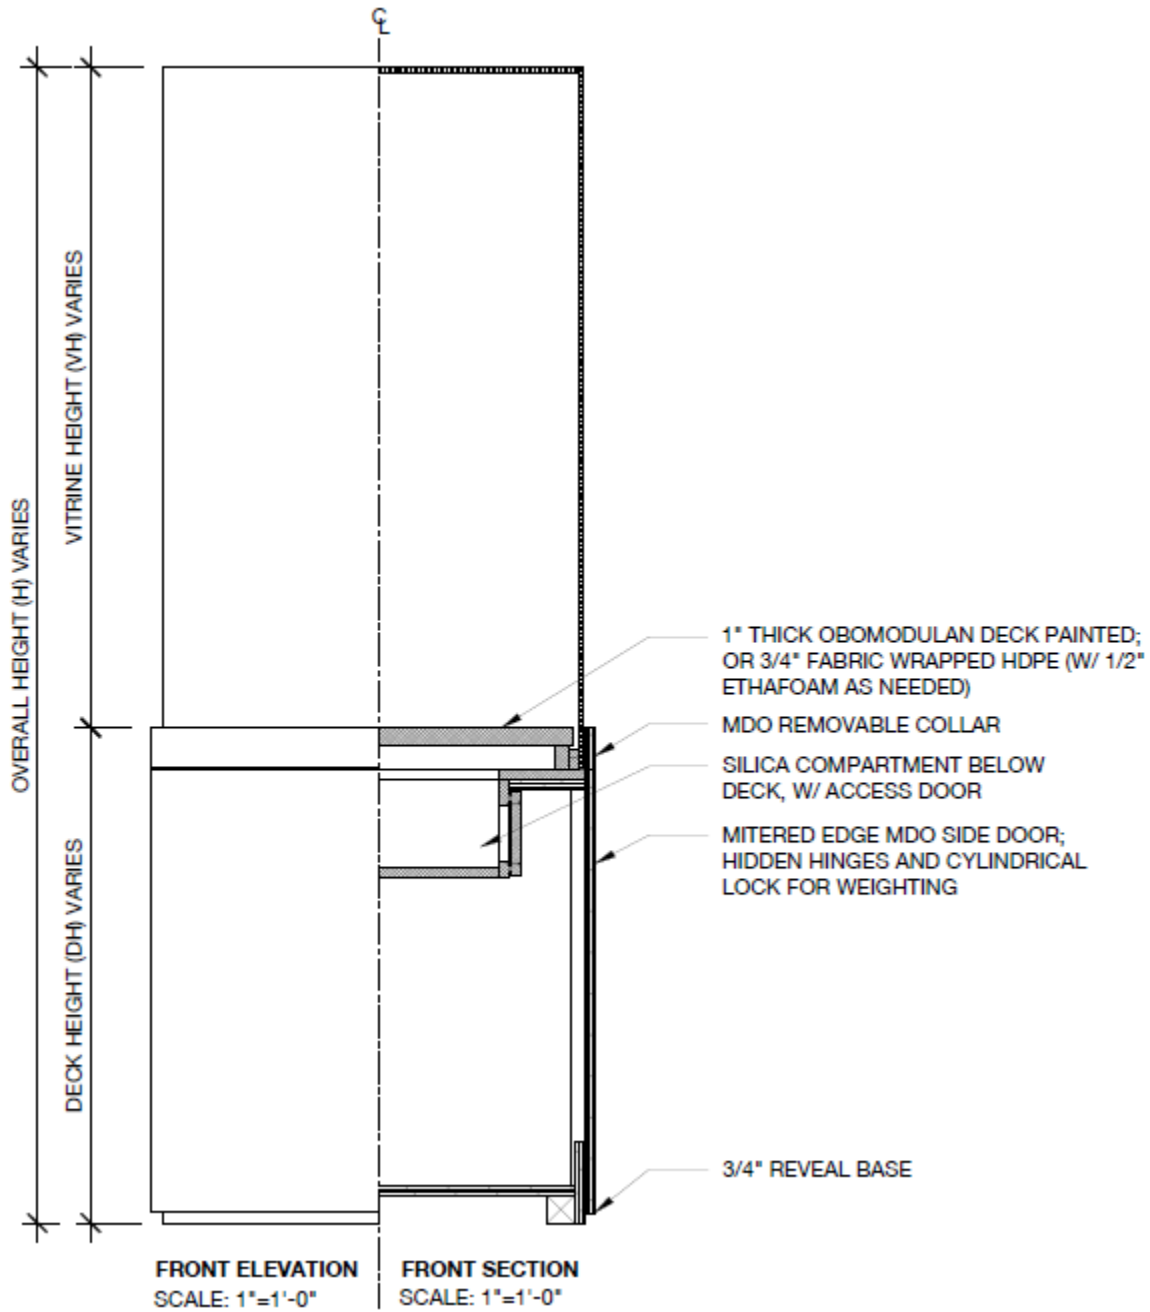 ℄
OVERALL HEIGHT (H) VARIES
VITRINE HEIGHT (VH) VARIES
DECK HEIGHT (DH) VARIES
1" THICK OBOMODULAN DECK PAINTED;
OR 3/4" FABRIC WRAPPED HDPE (W/ 1/2"
ETHAFOAM AS NEEDED)
MDO REMOVABLE COLLAR
SILICA COMPARTMENT BELOW
DECK, W/ ACCESS DOOR
MITERED EDGE MDO SIDE DOOR;
HIDDEN HINGES AND CYLINDRICAL
LOCK FOR WEIGHTING
3/4" REVEAL BASE
FRONT ELEVATION
SCALE: 1"=1'-0"
FRONT SECTION
SCALE: 1"=1'-0"